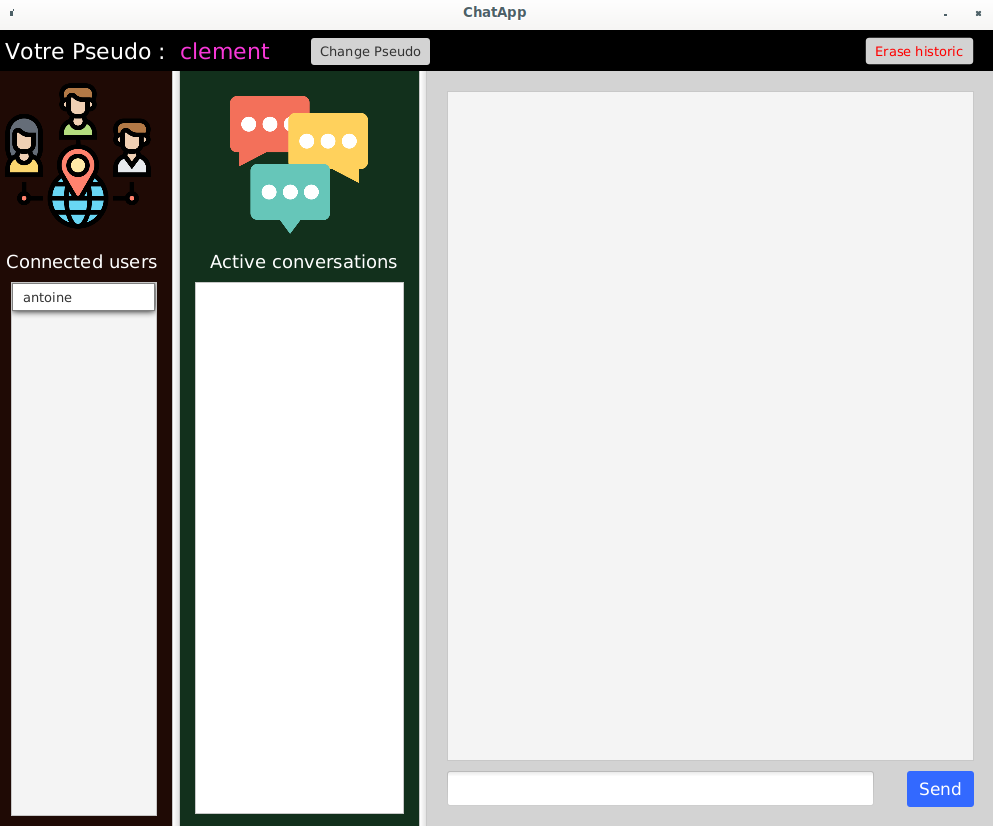 ChatApp
Votre Pseudo : clement Change Pseudo Erase historic
Connected users
Active conversations
antoine
Send